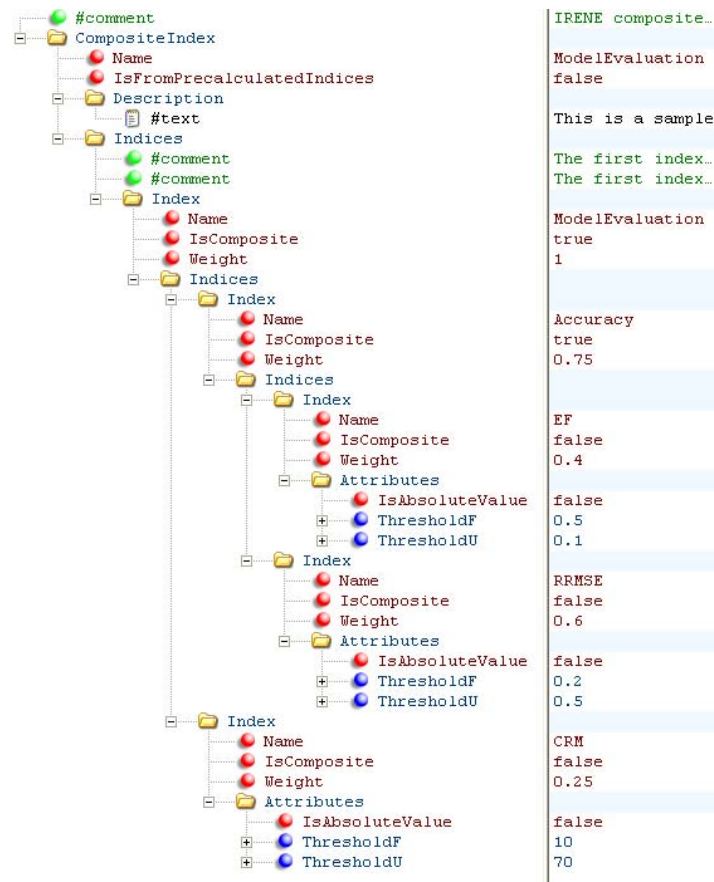 #comment IRENE composite…
CompositeIndex
Name ModelEvaluation
IsFromPrecalculatedIndices false
Description
#text This is a sample
Indices
#comment The first index…
#comment The first index…
Index
Name ModelEvaluation
IsComposite true
Weight 1
Indices
Index
Name Accuracy
IsComposite true
Weight 0.75
Indices
Index
Name EF
IsComposite false
Weight 0.4
Attributes
IsAbsoluteValue false
ThresholdF 0.5
ThresholdU 0.1
Index
Name RRMSE
IsComposite false
Weight 0.6
Attributes
IsAbsoluteValue false
ThresholdF 0.2
ThresholdU 0.5
Index
Name CRM
IsComposite false
Weight 0.25
Attributes
IsAbsoluteValue false
ThresholdF 10
ThresholdU 70